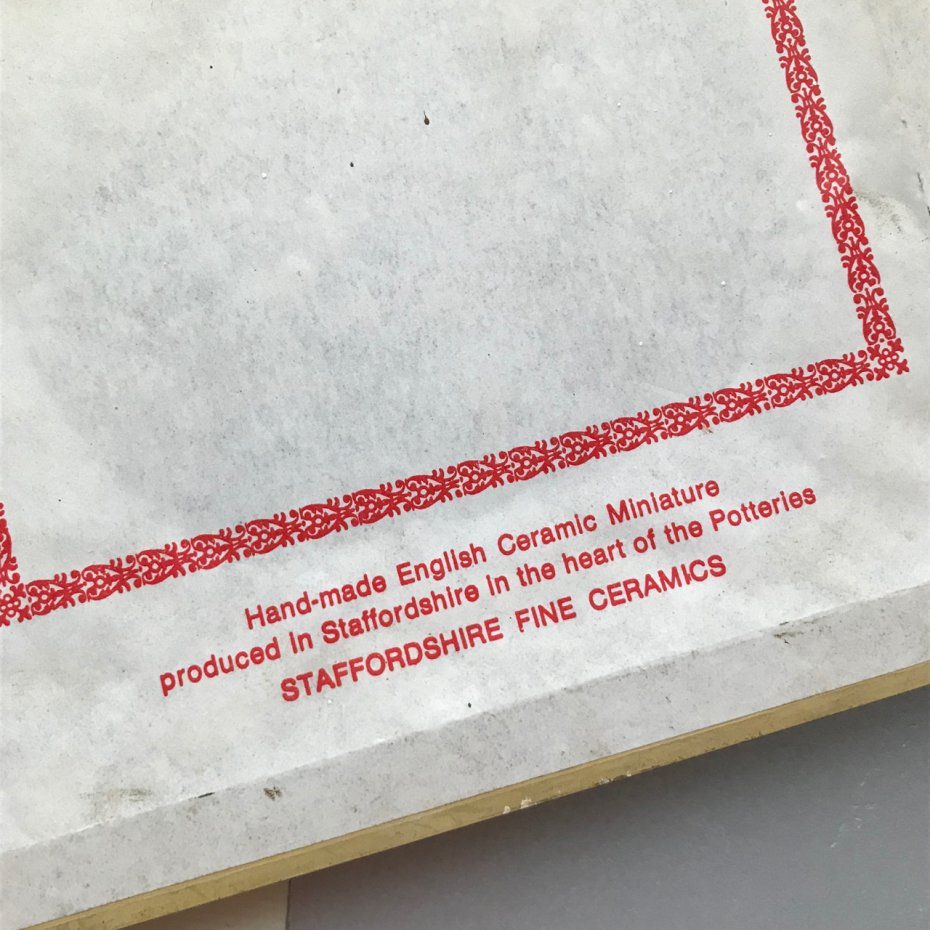 Hand-made English Ceramic Miniature
produced in Staffordshire in the heart of the Potteries
STAFFORDSHIRE FINE CERAMICS